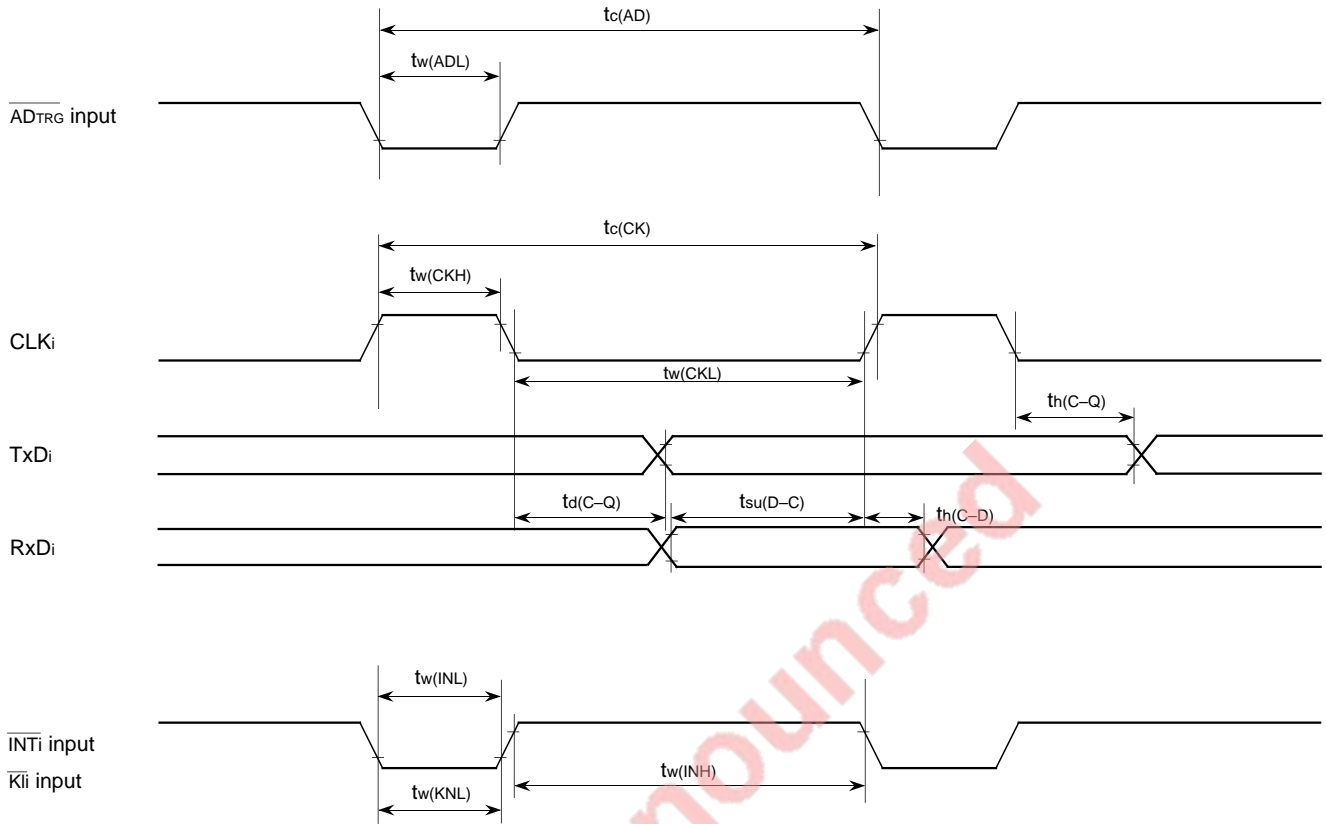 tc(AD)
tw(ADL)
ADTRG input
tc(CK)
tw(CKH)
CLKi
tw(CKL)
th(C–Q)
TxDi
td(C–Q)
tsu(D–C)
th(C–D)
RxDi
tw(INL)
INTi input
KIi input
tw(INH)
tw(KNL)
nounced